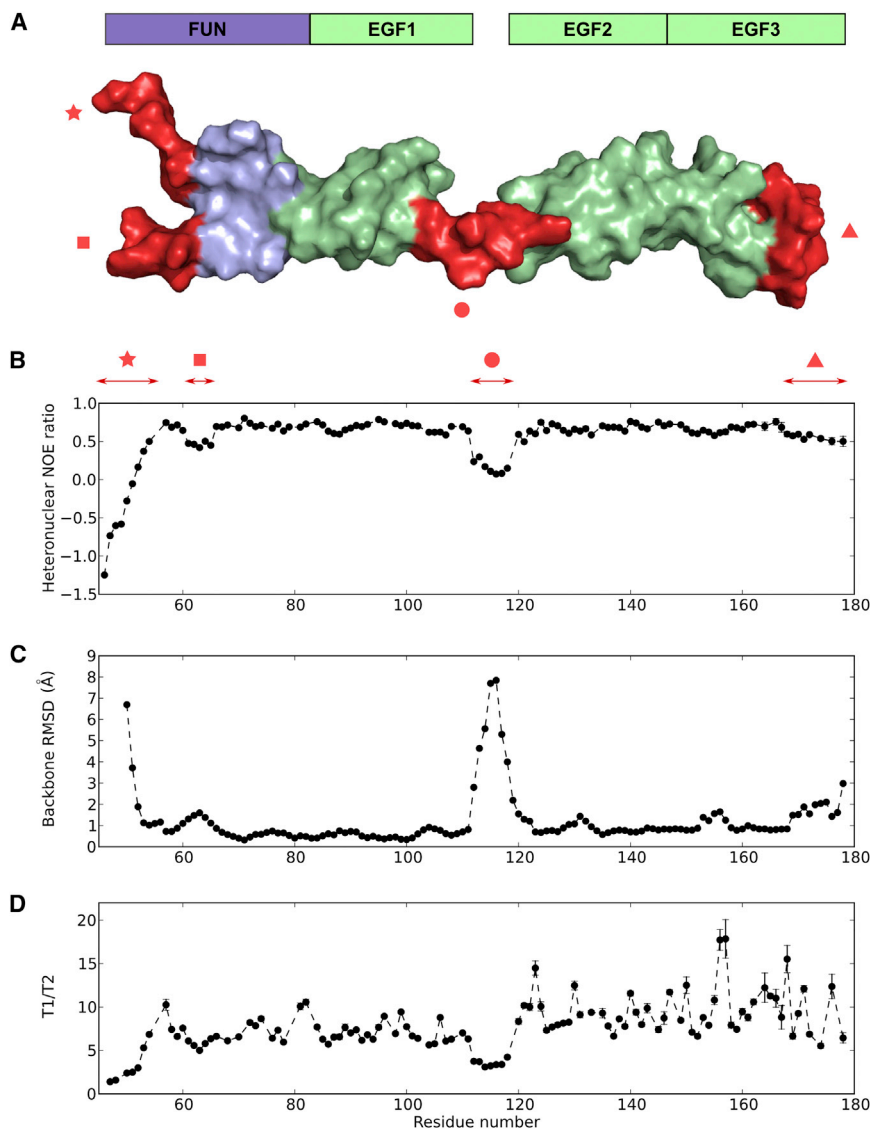 A
FUN EGF1 EGF2 EGF3
B
Heteronuclear NOE ratio
1.0
0.5
0.0
−0.5
−1.0
−1.5
60 80 100 120 140 160 180
C
Backbone RMSD (Å)
9
8
7
6
5
4
3
2
1
0
60 80 100 120 140 160 180
D
T1/T2
20
15
10
5
0
60 80 100 120 140 160 180
Residue number